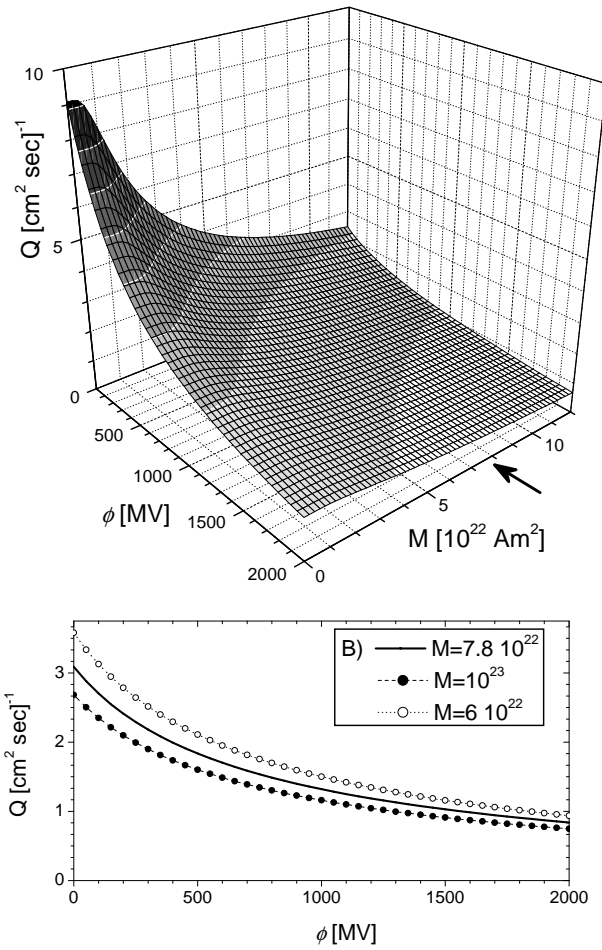 10
Q [cm² sec]⁻¹
5
0
500
1000
1500
2000
ϕ [MV]
0
5
10
M [10²² Am²]
B)
M=7.8 10²²
M=10²³
M=6 10²²
Q [cm² sec]⁻¹
3
2
1
0
0 500 1000 1500 2000
ϕ [MV]